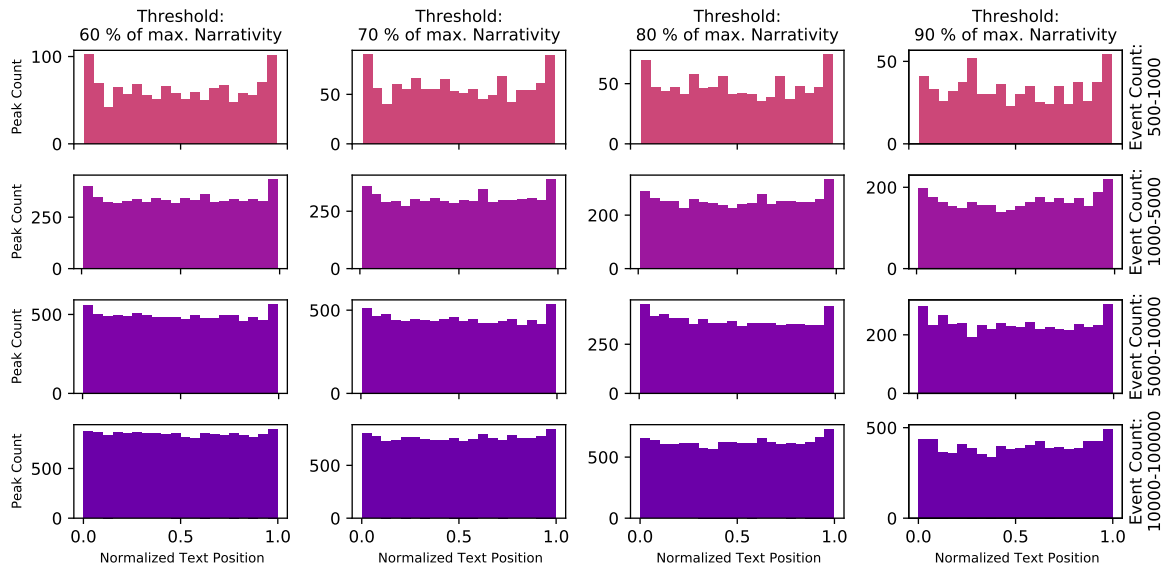 Threshold:
60 % of max. Narrativity
Threshold:
70 % of max. Narrativity
Threshold:
80 % of max. Narrativity
Threshold:
90 % of max. Narrativity
Peak Count
100
0
50
0
50
0
50
0
Event Count:
500-1000
Peak Count
250
0
250
0
200
0
200
0
Event Count:
1000-5000
Peak Count
500
0
500
0
250
0
200
0
Event Count:
5000-10000
Peak Count
500
0
500
0
500
0
500
0
Event Count:
10000-100000
0.0 0.5 1.0
0.0 0.5 1.0
0.0 0.5 1.0
0.0 0.5 1.0
Normalized Text Position
Normalized Text Position
Normalized Text Position
Normalized Text Position